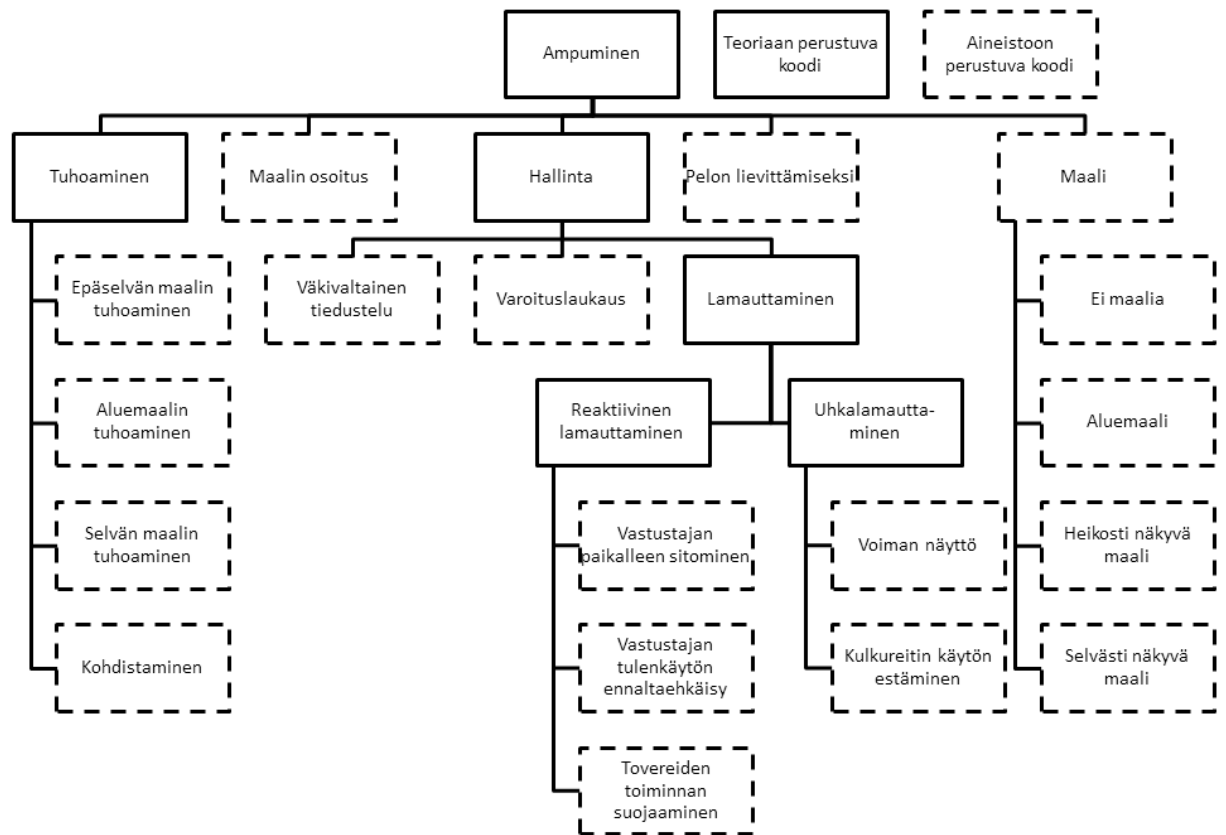 Ampuminen
Teoriaan perustuva
koodi
Aineistoon
perustuva koodi
Tuhoaminen
Maalin osoitus
Hallinta
Pelon lievittämiseksi
Maali
Epäselvän maalin
tuhoaminen
Väkivaltainen
tiedustelu
Varoituslaukaus
Lamauttaminen
Ei maalia
Aluemaalin
tuhoaminen
Reaktiivinen
lamauttaminen
Uhkalamautta-
minen
Aluemaali
Selvän maalin
tuhoaminen
Vastustajan
paikalleen sitominen
Voiman näyttö
Heikosti näkyvä
maali
Kohdistaminen
Vastustajan
tulenkäytön
ennaltaehkäisy
Kulkureitin käytön
estäminen
Selvästi näkyvä
maali
Tovereiden
toiminnan
suojaaminen